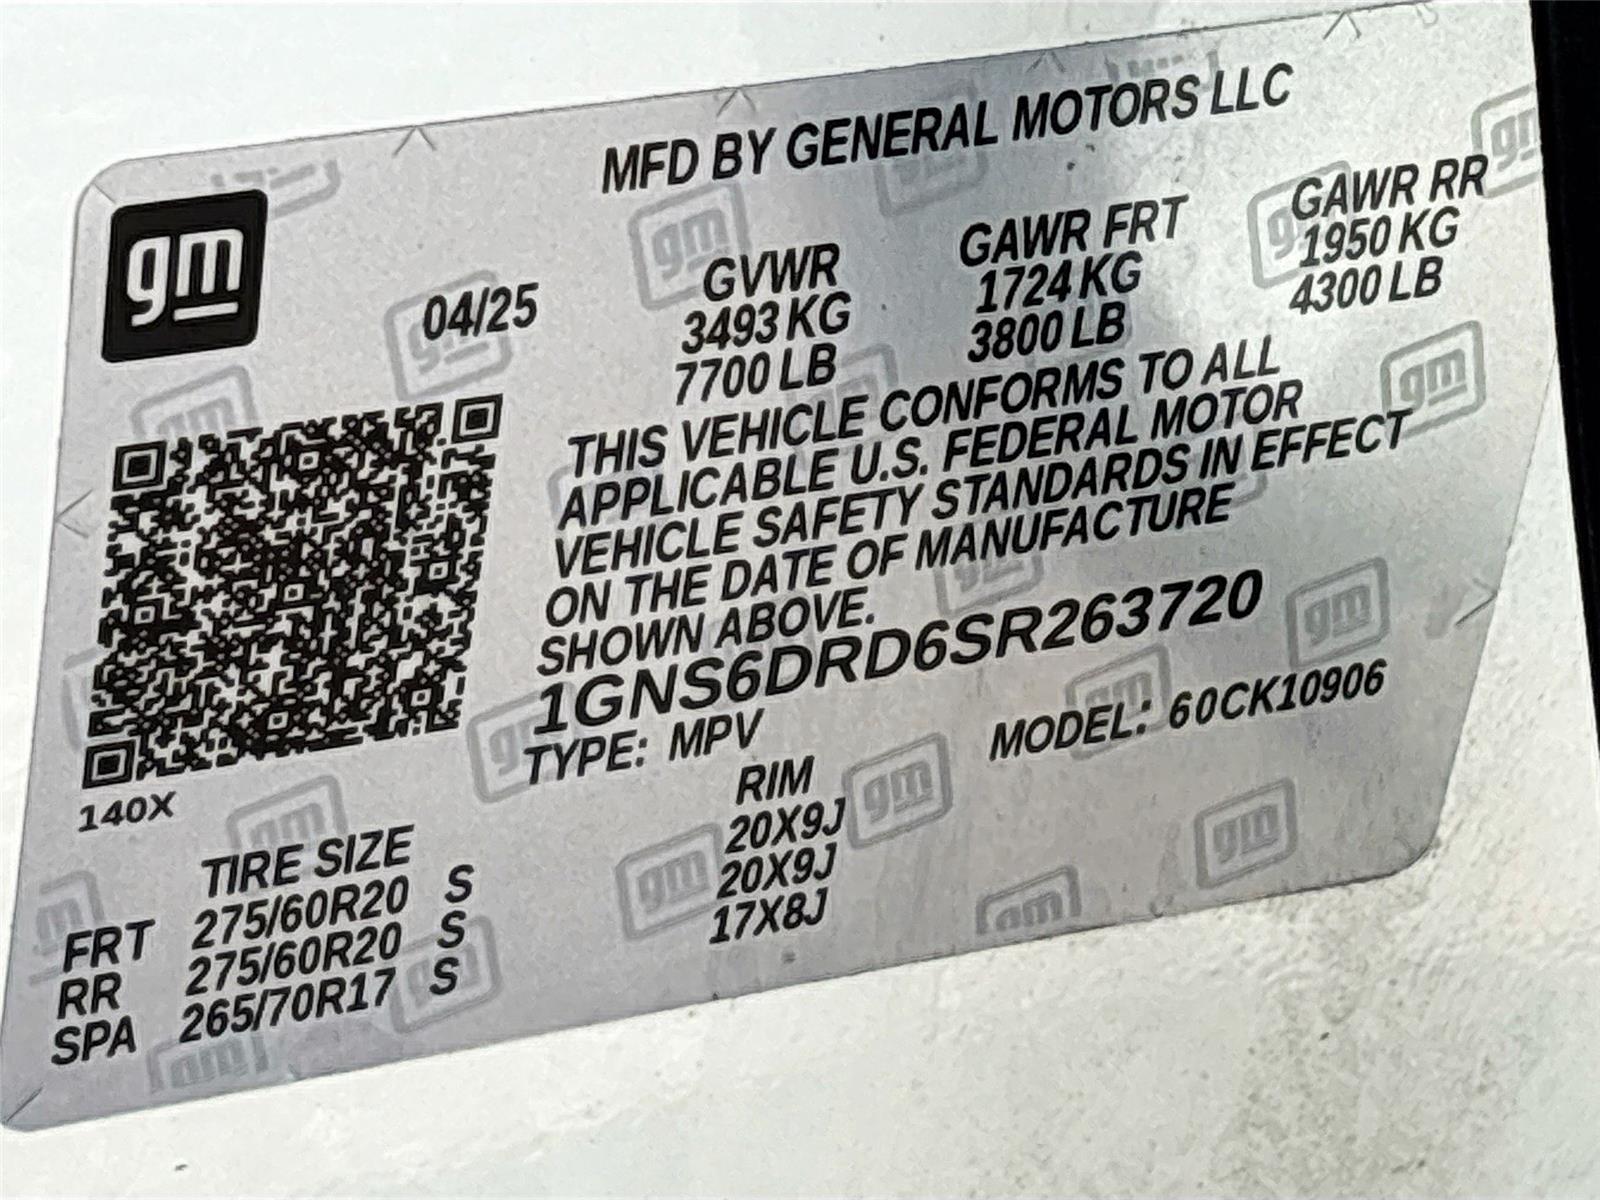 MFD BY GENERAL MOTORS LLC
gm
04/25
GVWR GAWR FRT GAWR RR
3493 KG 1724 KG 1950 KG
7700 LB 3800 LB 4300 LB
THIS VEHICLE CONFORMS TO ALL
APPLICABLE U.S. FEDERAL MOTOR
VEHICLE SAFETY STANDARDS IN EFFECT
ON THE DATE OF MANUFACTURE
SHOWN ABOVE.
1GNS6DRD6SR263720
TYPE: MPV MODEL: 60CK10906
140X
TIRE SIZE RIM
FRT 275/60R20 S 20X9J
RR 275/60R20 S 20X9J
SPA 265/70R17 S 17X8J